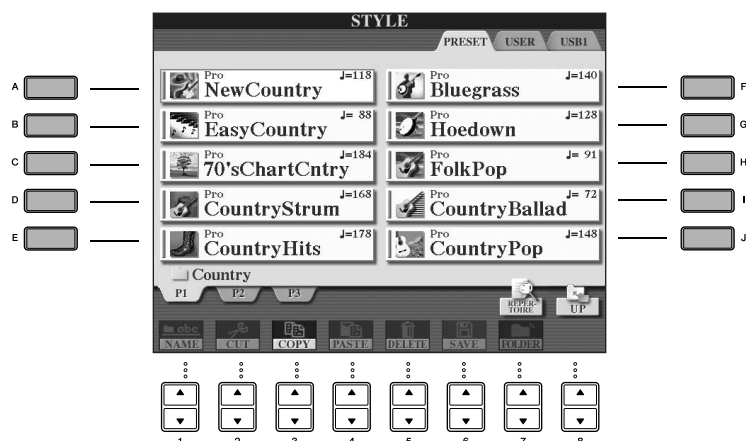 STYLE
PRESET USER USB1
A
Pro ♩=118
NewCountry
Pro ♩=140
Bluegrass
F
B
Pro ♩= 88
EasyCountry
Pro ♩=128
Hoedown
G
C
Pro ♩=184
70'sChartCntry
Pro ♩= 91
FolkPop
H
D
Pro ♩=168
CountryStrum
Pro ♩= 72
CountryBallad
I
E
Pro ♩=178
CountryHits
Pro ♩=148
CountryPop
J
Country
P1 P2 P3
REPER-
TOIRE
UP
abc
NAME CUT COPY PASTE DELETE SAVE FOLDER
1 2 3 4 5 6 7 8